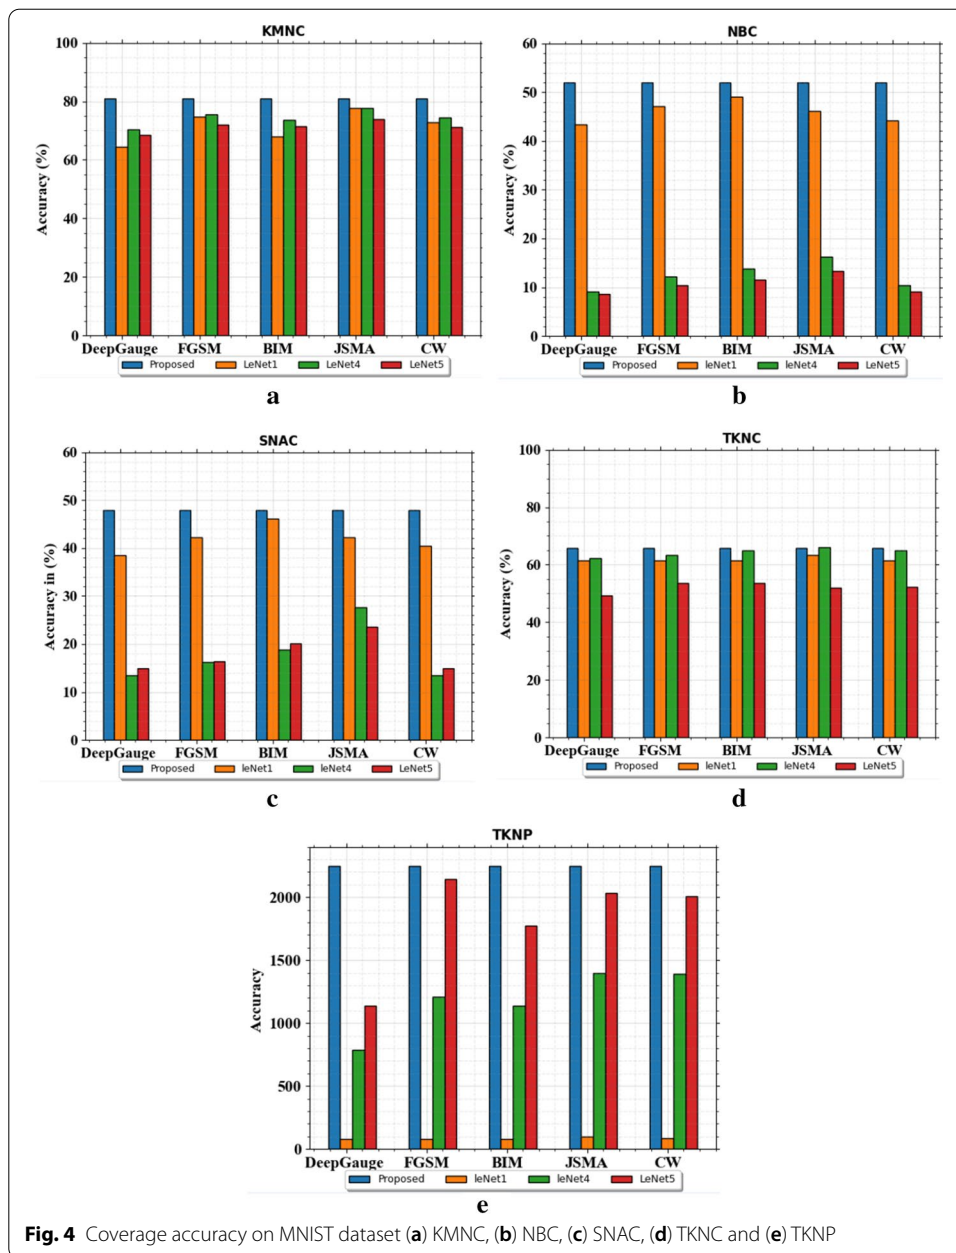 KMNC
100
80
60
40
20
0
Accuracy (%)
DeepGauge FGSM BIM JSMA CW
Proposed LeNet1 LeNet4 LeNet5
a
NBC
60
50
40
30
20
10
0
Accuracy (%)
DeepGauge FGSM BIM JSMA CW
Proposed leNet1 leNet4 LeNet5
b
SNAC
60
50
40
30
20
10
0
Accuracy in (%)
DeepGauge FGSM BIM JSMA CW
Proposed leNet1 leNet4 LeNet5
c
TKNC
100
80
60
40
20
0
Accuracy (%)
DeepGauge FGSM BIM JSMA CW
Proposed leNet1 leNet4 LeNet5
d
TKNP
2000
1500
1000
500
0
Accuracy
DeepGauge FGSM BIM JSMA CW
Proposed leNet1 leNet4 LeNet5
e
Fig. 4 Coverage accuracy on MNIST dataset (a) KMNC, (b) NBC, (c) SNAC, (d) TKNC and (e) TKNP